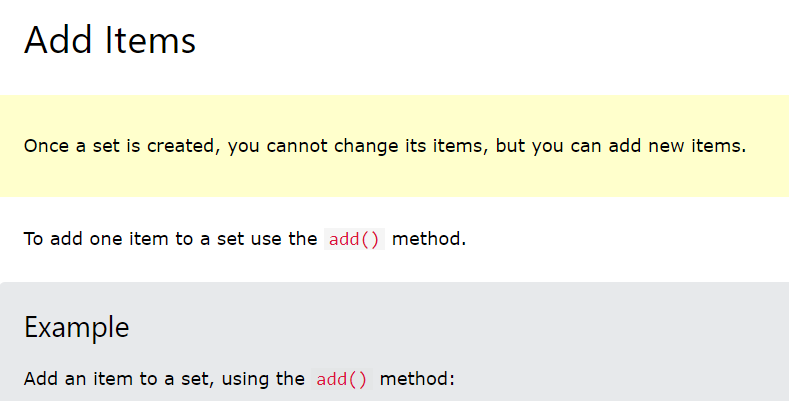 Add Items
Once a set is created, you cannot change its items, but you can add new items.
To add one item to a set use the add() method.
Example
Add an item to a set, using the add() method: